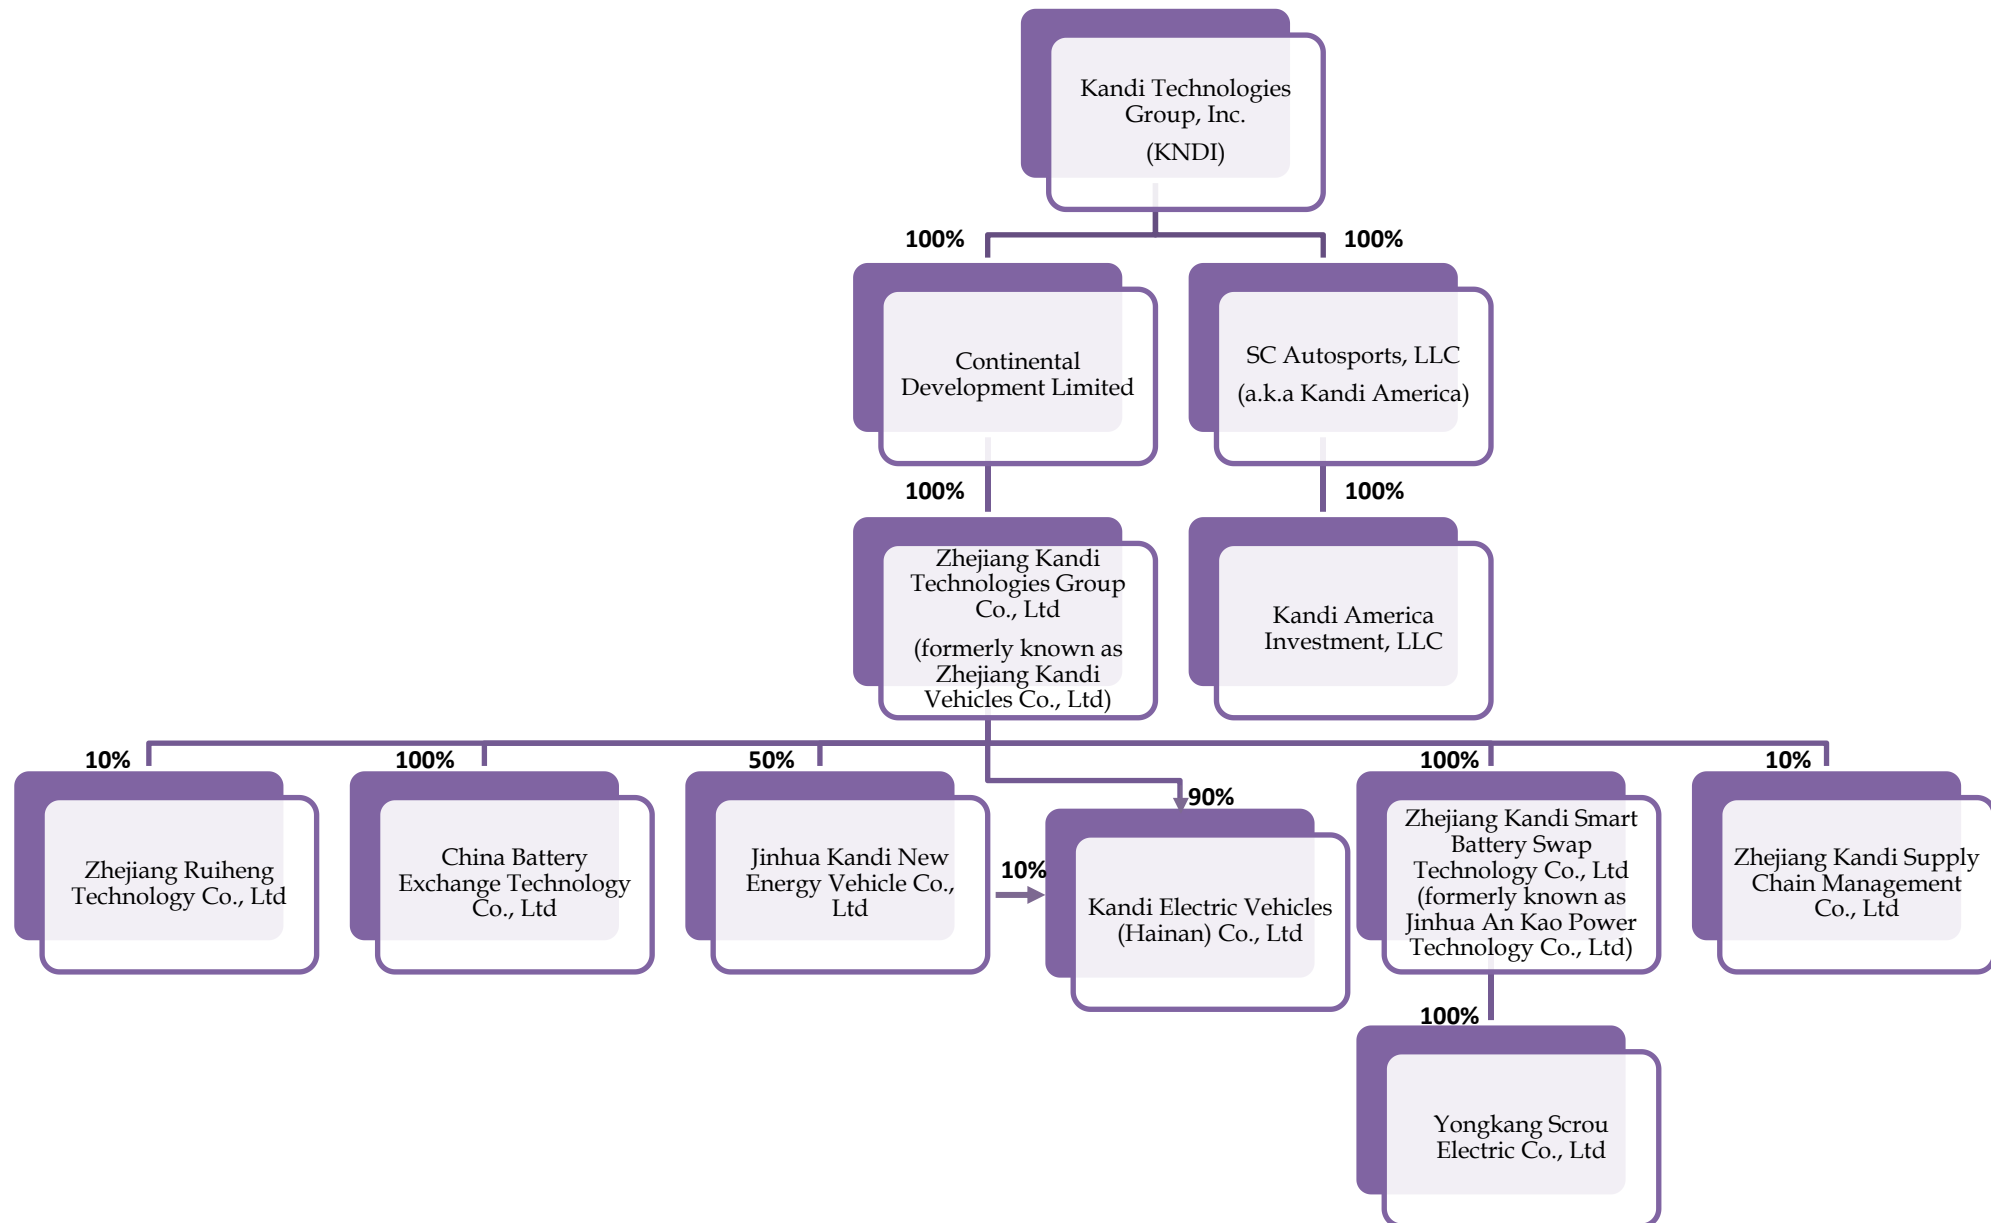 Kandi Technologies
Group, Inc.
(KNDI)
100%
100%
Continental
Development Limited
SC Autosports, LLC
(a.k.a Kandi America)
100%
100%
Zhejiang Kandi
Technologies Group
Co., Ltd
(formerly known as
Zhejiang Kandi
Vehicles Co., Ltd)
Kandi America
Investment, LLC
10%
100%
50%
90%
100%
10%
Zhejiang Ruiheng
Technology Co., Ltd
China Battery
Exchange Technology
Co., Ltd
Jinhua Kandi New
Energy Vehicle Co.,
Ltd
10%
Kandi Electric Vehicles
(Hainan) Co., Ltd
Zhejiang Kandi Smart
Battery Swap
Technology Co., Ltd
(formerly known as
Jinhua An Kao Power
Technology Co., Ltd)
Zhejiang Kandi Supply
Chain Management
Co., Ltd
100%
Yongkang Scrou
Electric Co., Ltd